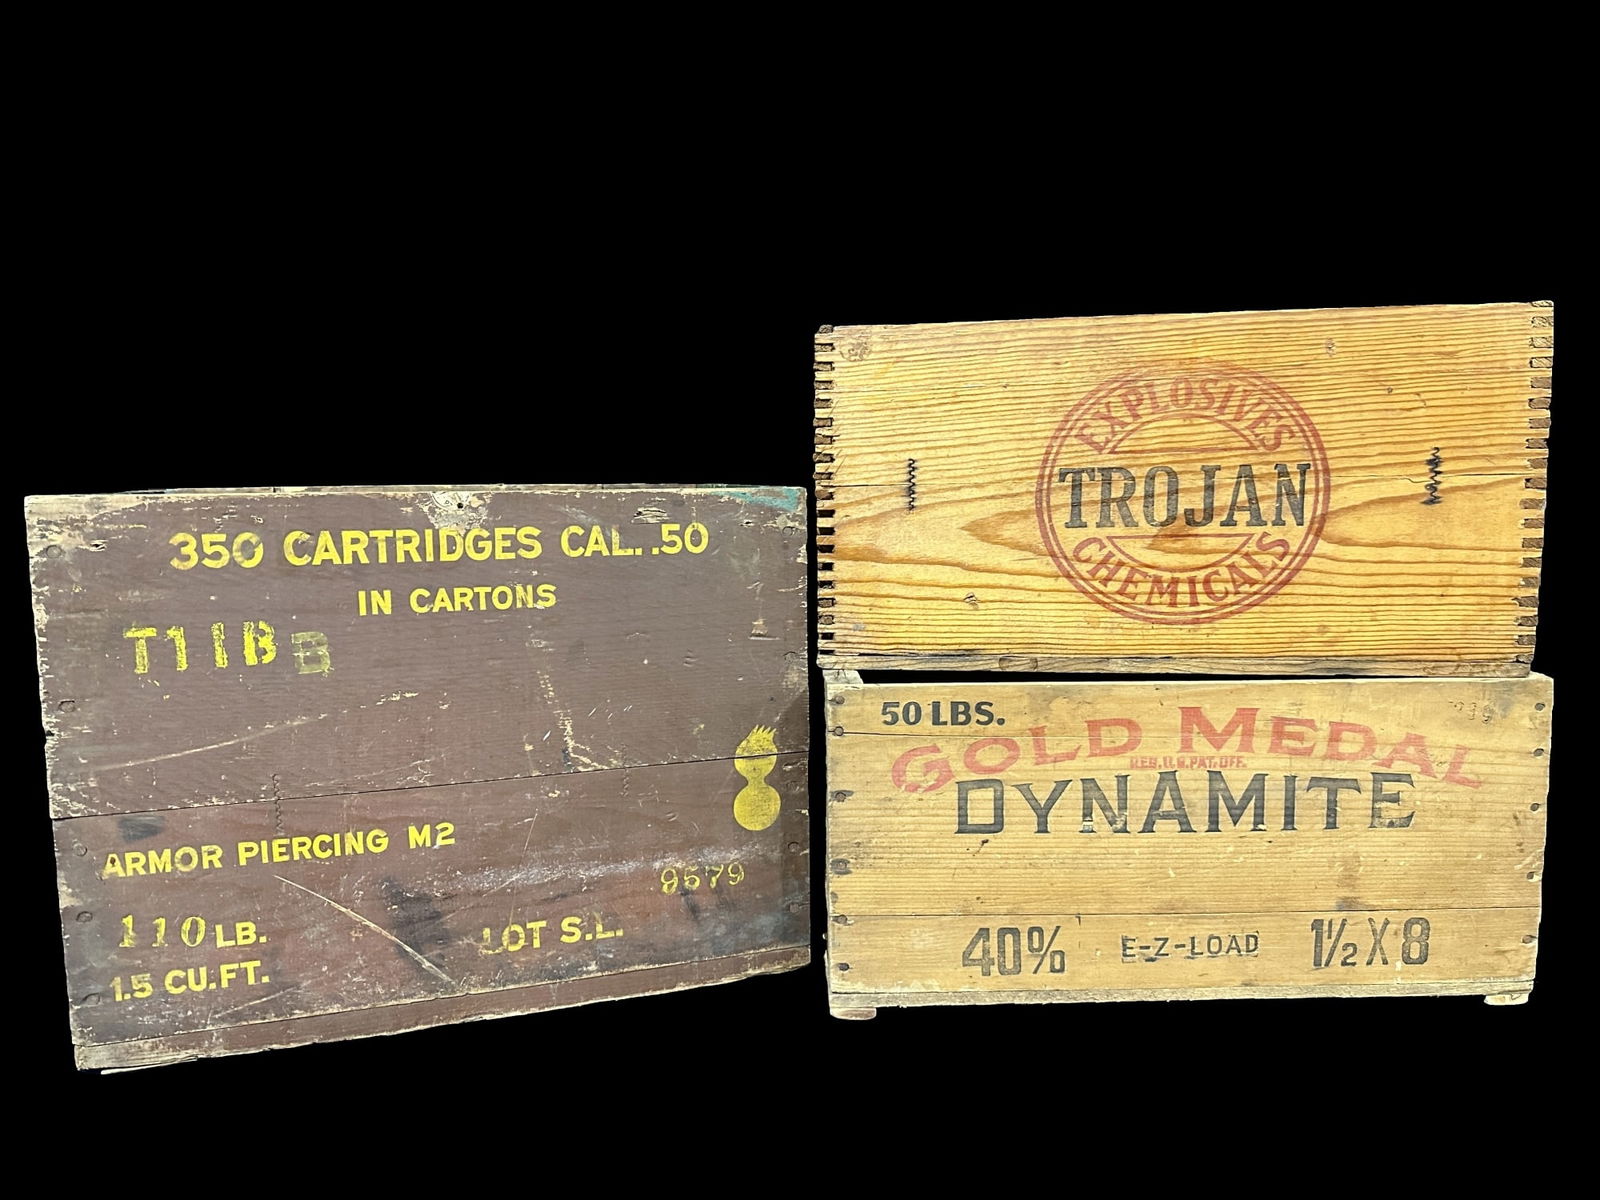 350 CARTRIDGES CAL. .50
IN CARTONS
T11B B
ARMOR PIERCING M2
9579
110 LB.
LOT S.L.
1.5 CU.FT.
EXPLOSIVES
TROJAN
CHEMICALS
50 LBS.
GOLD MEDAL
REG. U.S. PAT. OFF.
DYNAMITE
40% E-Z-LOAD 1½ X 8